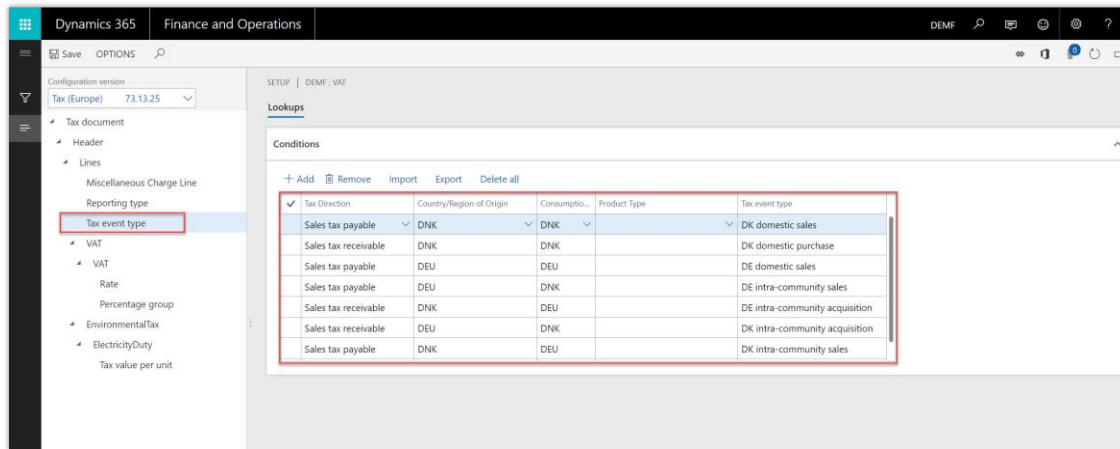 Dynamics 365 Finance and Operations DEMF ?
Save OPTIONS 0
Configuration version
Tax (Europe) 73.13.25
Tax document
Header
Lines
Miscellaneous Charge Line
Reporting type
Tax event type
VAT
VAT
Rate
Percentage group
EnvironmentalTax
ElectricityDuty
Tax value per unit
SETUP | DEMF : VAT
Lookups
Conditions
+ Add Remove Import Export Delete all
Tax Direction Country/Region of Origin Consumptio... Product Type Tax event type
Sales tax payable DNK DNK DK domestic sales
Sales tax receivable DNK DNK DK domestic purchase
Sales tax payable DEU DEU DE domestic sales
Sales tax payable DEU DNK DE intra-community sales
Sales tax receivable DNK DEU DE intra-community acquisition
Sales tax receivable DEU DNK DK intra-community acquisition
Sales tax payable DNK DEU DK intra-community sales